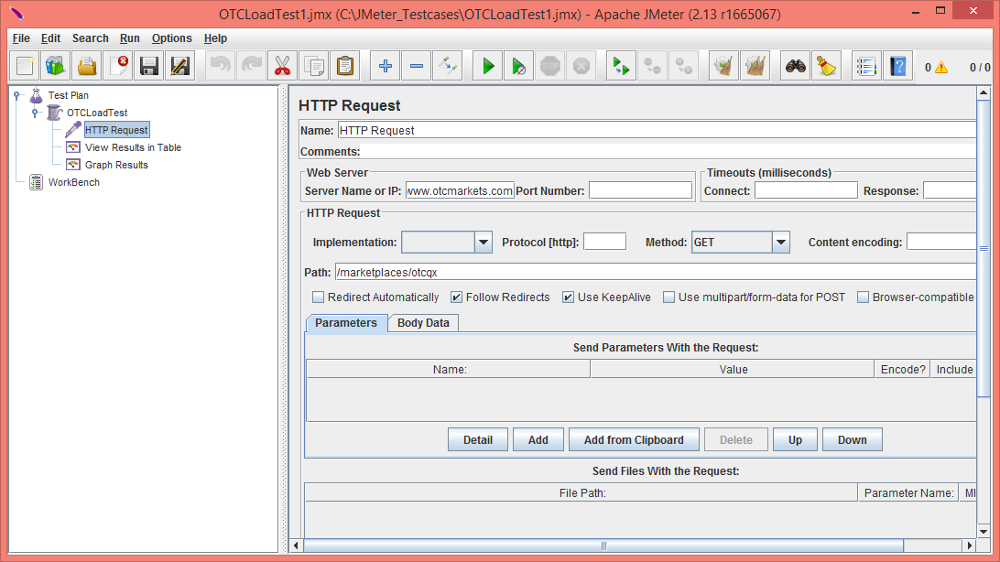 OTCLoadTest1.jmx (C:\JMeter_Testcases\OTCLoadTest1.jmx) - Apache JMeter (2.13 r1665067)
File Edit Search Run Options Help
0 0 / 0
Test Plan
OTCLoadTest
HTTP Request
View Results in Table
Graph Results
WorkBench
HTTP Request
Name: HTTP Request
Comments:
Web Server
Server Name or IP: www.otcmarkets.com Port Number:
Timeouts (milliseconds)
Connect: Response:
HTTP Request
Implementation: Protocol [http]: Method: GET Content encoding:
Path: /marketplaces/otcqx
Redirect Automatically Follow Redirects Use KeepAlive Use multipart/form-data for POST Browser-compatible
Parameters Body Data
Send Parameters With the Request:
Name: Value Encode? Include
Detail Add Add from Clipboard Delete Up Down
Send Files With the Request:
File Path: Parameter Name: MI